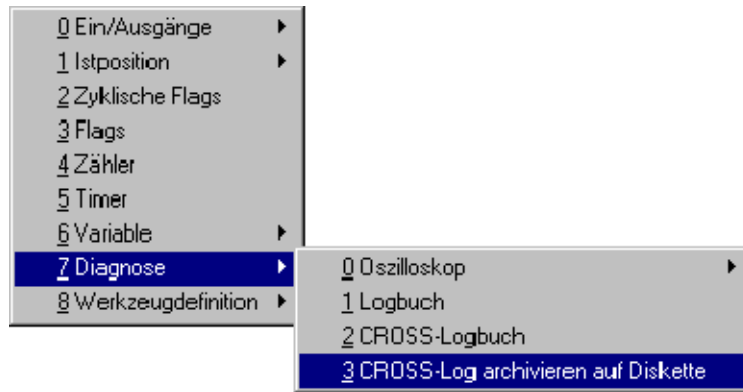 0 Ein/Ausgänge
1 Istposition
2 Zyklische Flags
3 Flags
4 Zähler
5 Timer
6 Variable
7 Diagnose
8 Werkzeugdefinition
0 Oszilloskop
1 Logbuch
2 CROSS-Logbuch
3 CROSS-Log archivieren auf Diskette